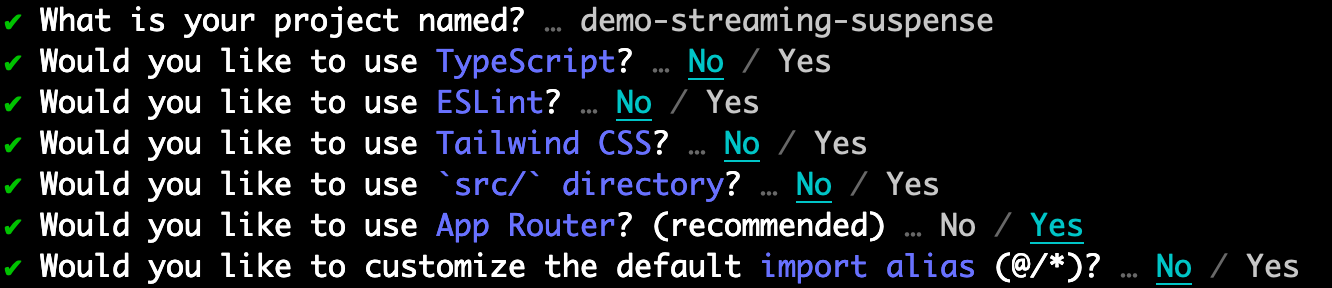 ✔ What is your project named? … demo-streaming-suspense
✔ Would you like to use TypeScript? … No / Yes
✔ Would you like to use ESLint? … No / Yes
✔ Would you like to use Tailwind CSS? … No / Yes
✔ Would you like to use `src/` directory? … No / Yes
✔ Would you like to use App Router? (recommended) … No / Yes
✔ Would you like to customize the default import alias (@/*)? … No / Yes